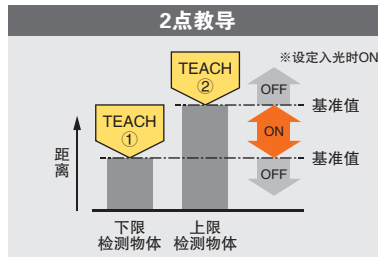 2点教导
※设定入光时ON
TEACH
②
OFF
基准值
TEACH
①
ON
基准值
距离
OFF
下限
检测物体
上限
检测物体